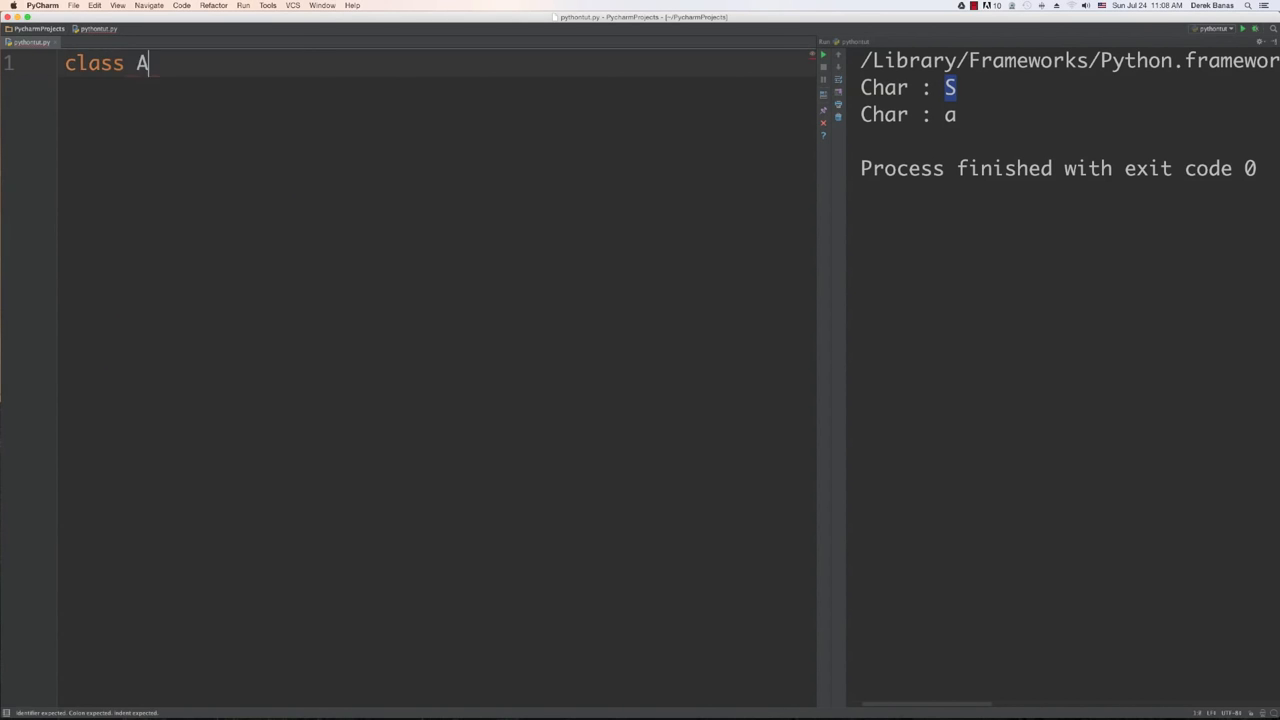 PyCharm File Edit View Navigate Code Refactor Run Tools VCS Window Help 10 Sun Jul 24 11:08 AM Derek Banas
pythontut.py - PycharmProjects - [~/PycharmProjects]
PycharmProjects pythontut.py pythontut
pythontut.py Run: pythontut
1 class A
/Library/Frameworks/Python.framewor
Char : S
Char : a
Process finished with exit code 0
Identifier expected. Colon expected. Indent expected. 1:8 LF÷ UTF-8÷